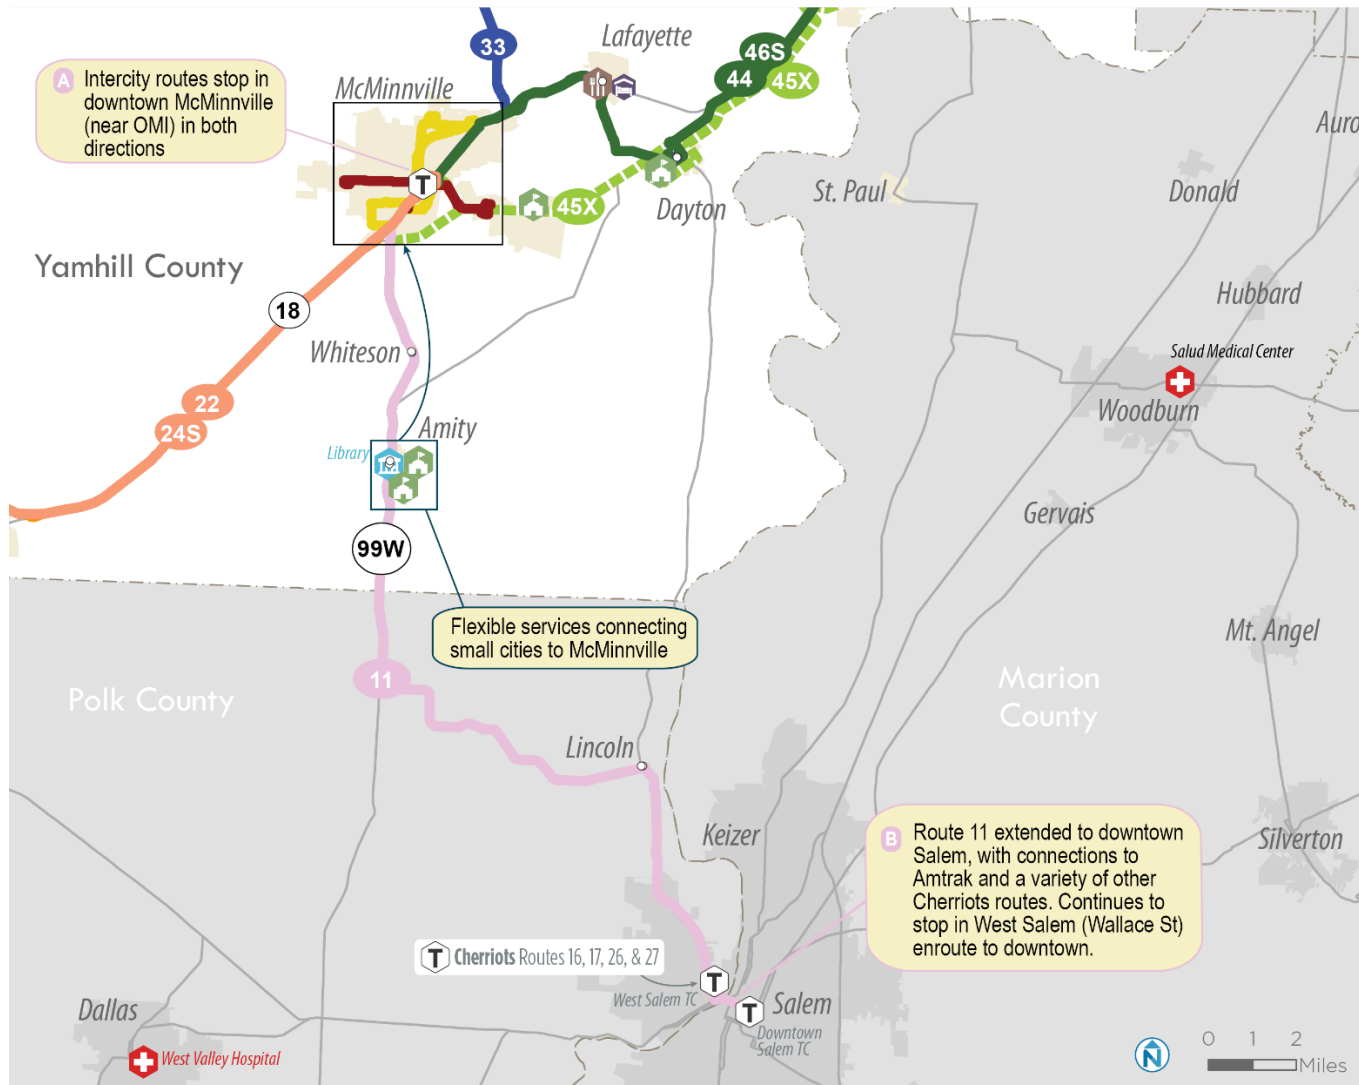 33
Lafayette
46S
44
45X
A Intercity routes stop in
downtown McMinnville
(near OMI) in both
directions
McMinnville
T
45X
Dayton
St. Paul
Donald
Yamhill County
18
Hubbard
Whiteson
Salud Medical Center
22
24S
Woodburn
Amity
Library
Gervais
99W
Flexible services connecting
small cities to McMinnville
Mt. Angel
11
Polk County
Marion
County
Lincoln
Keizer
Silverton
B Route 11 extended to downtown
Salem, with connections to
Amtrak and a variety of other
Cherriots routes. Continues to
stop in West Salem (Wallace St)
enroute to downtown.
T Cherriots Routes 16, 17, 26, & 27
T
West Salem TC
T
Salem
Downtown
Salem TC
Dallas
West Valley Hospital
N
0 1 2
Miles